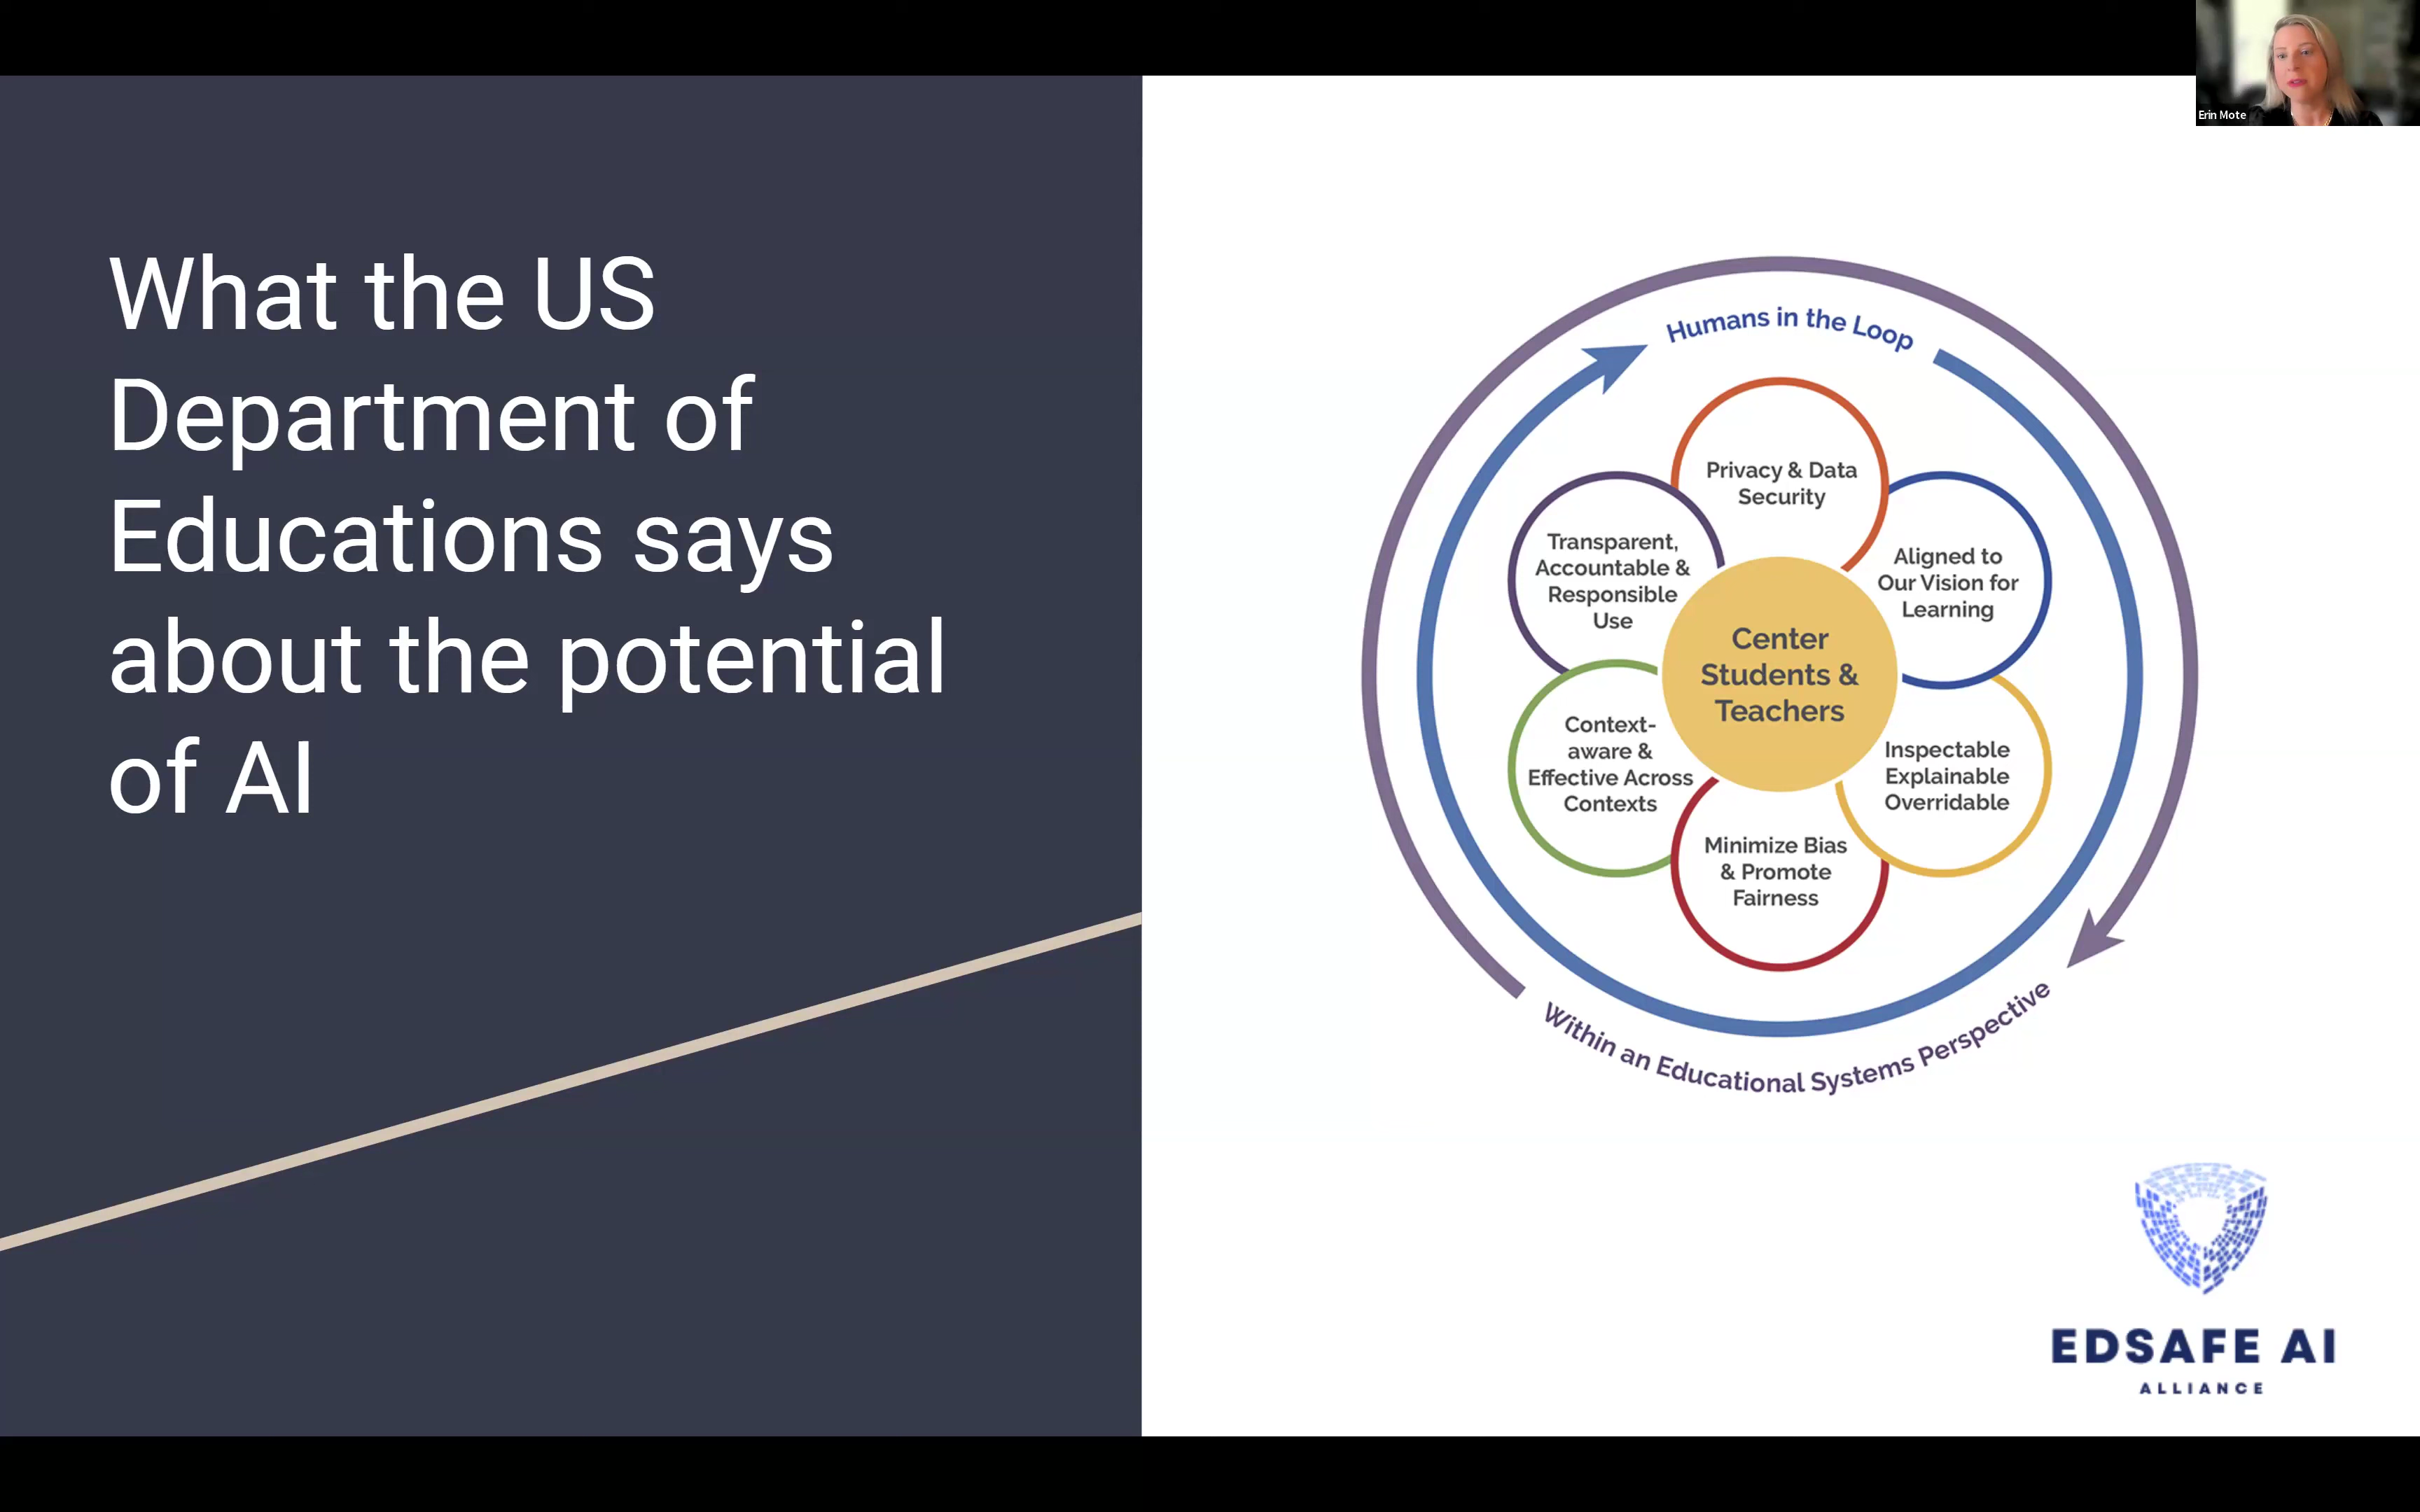 Erin Mote
What the US
Department of
Educations says
about the potential
of AI
Humans in the Loop
Privacy & Data
Security
Transparent,
Accountable &
Responsible
Use
Aligned to
Our Vision for
Learning
Center
Students &
Teachers
Context-
aware &
Effective Across
Contexts
Inspectable
Explainable
Overridable
Minimize Bias
& Promote
Fairness
Within an Educational Systems Perspective
EDSAFE AI
ALLIANCE